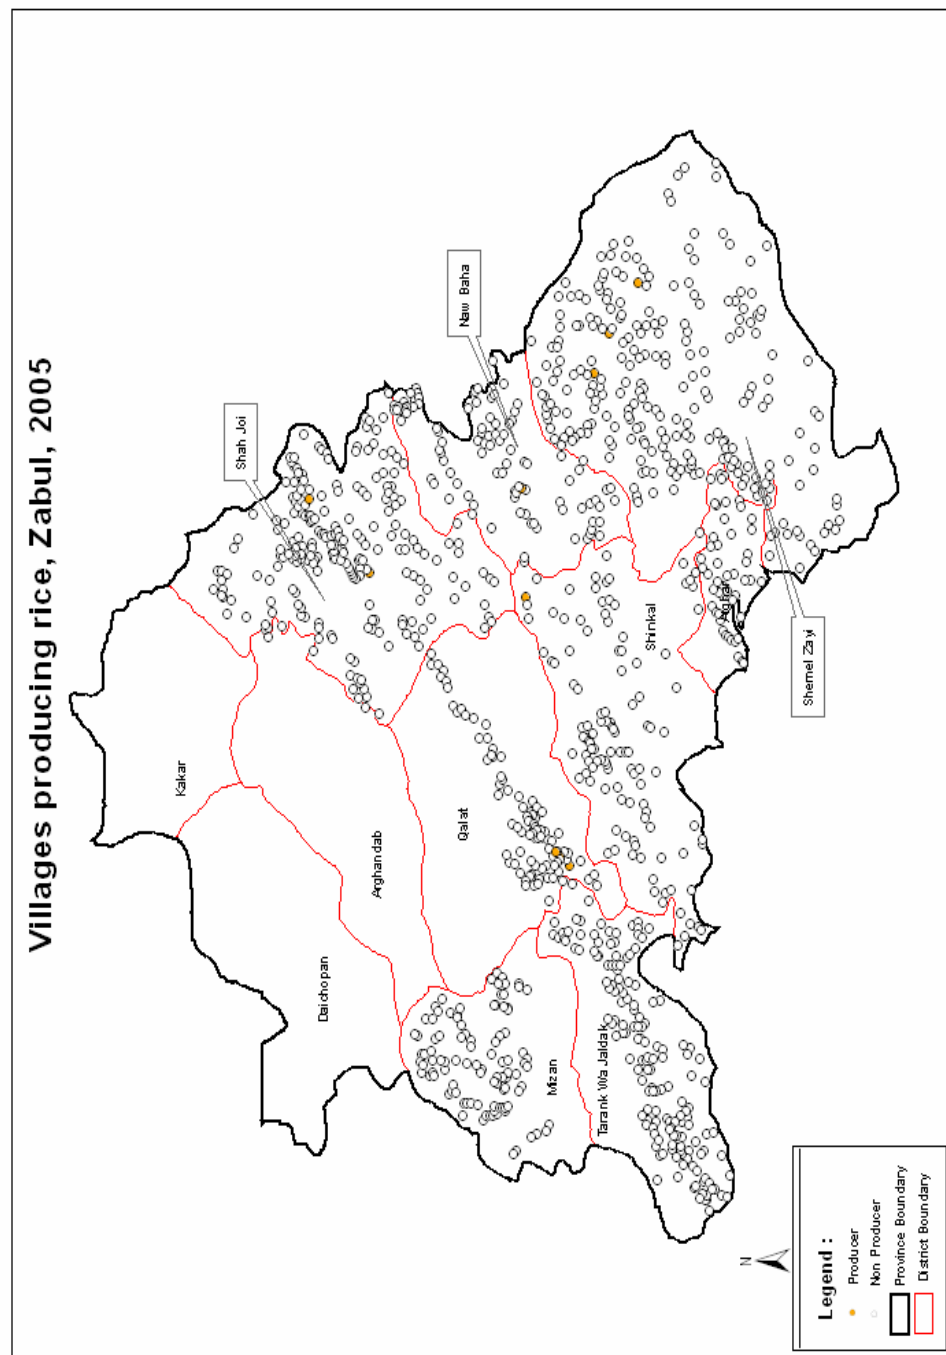 Villages producing rice, Zabul, 2005
Kakar
Daichopan
Arghandab
Shah Joi
Qalat
Naw Baha
Mizan
Tarank Wa Jaldak
Shinkai
Atghar
Shemel Zayi
N
Legend :
Producer
Non Producer
Province Boundary
District Boundary